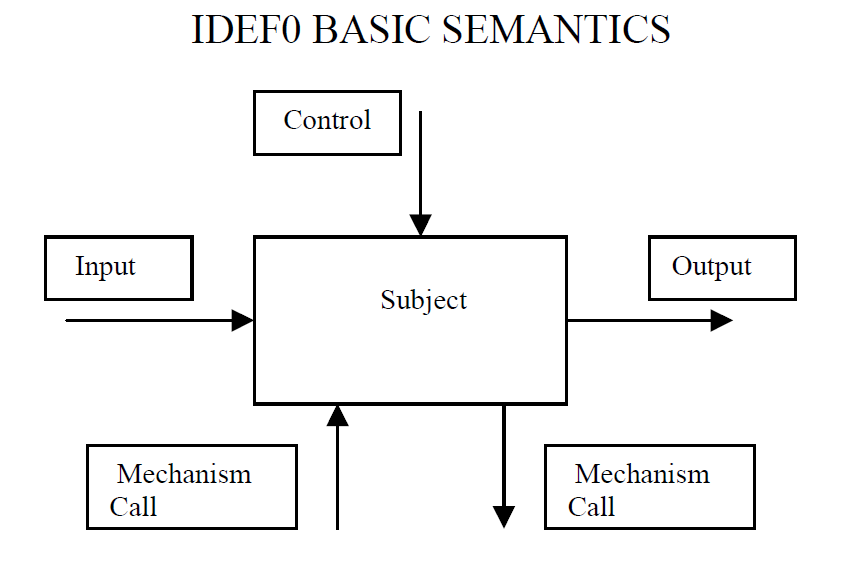 IDEF0 BASIC SEMANTICS
Control
Input
Output
Subject
Mechanism
Call
Mechanism
Call